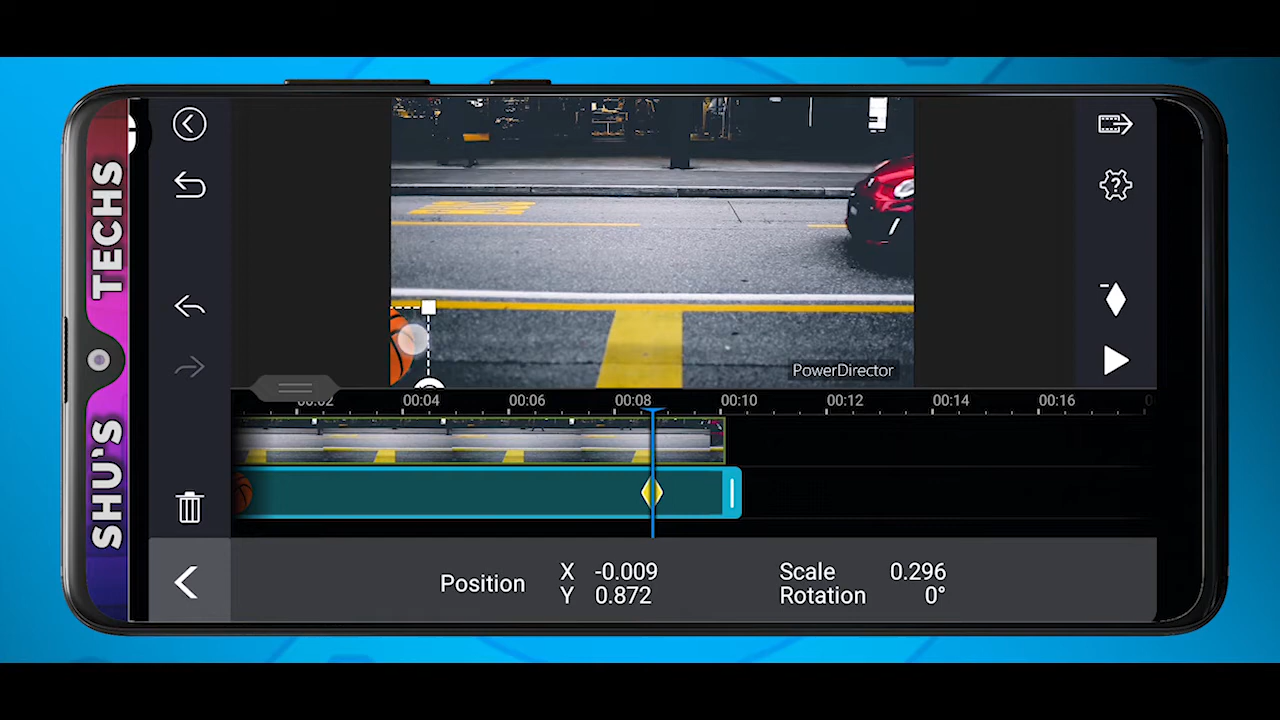 SHU'S TECHS
PowerDirector
00:02 00:04 00:06 00:08 00:10 00:12 00:14 00:16
Position X -0.009 Scale 0.296
Y 0.872 Rotation 0°